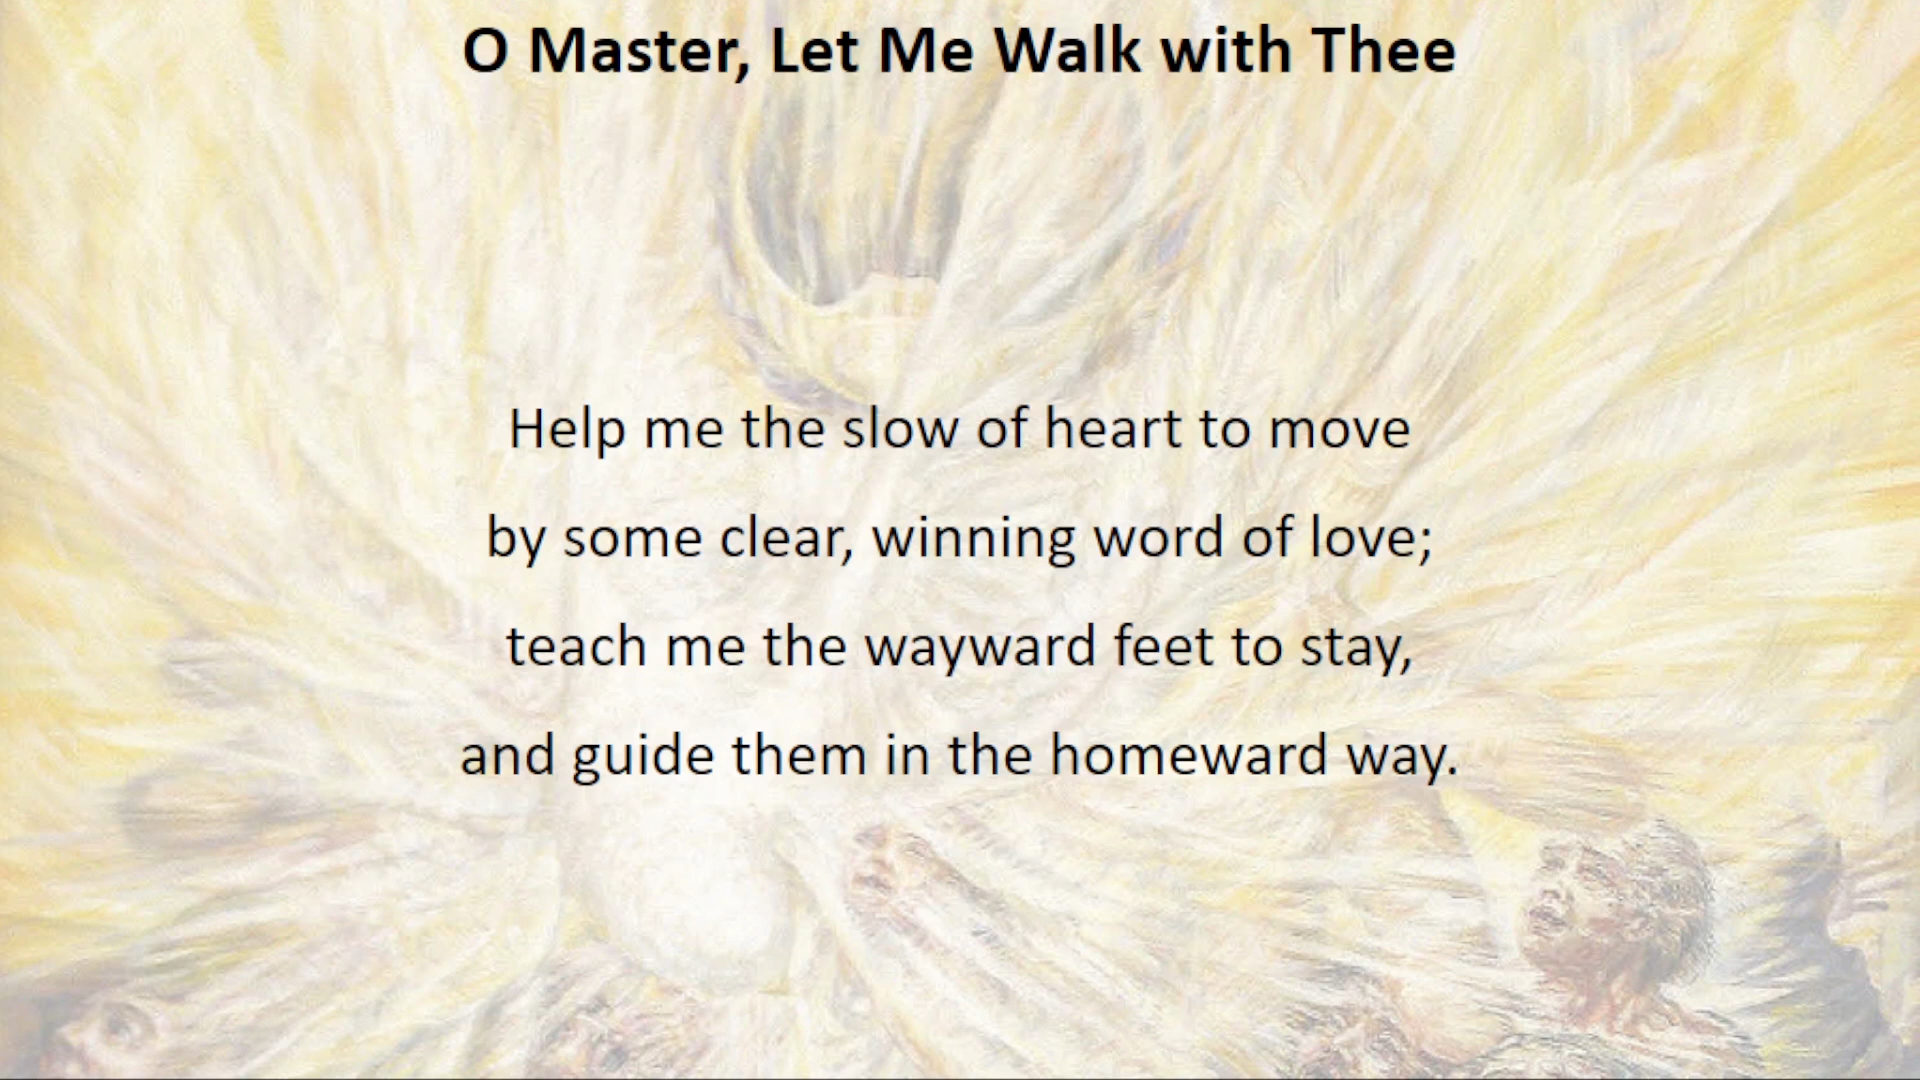 O Master, Let Me Walk with Thee
Help me the slow of heart to move
by some clear, winning word of love;
teach me the wayward feet to stay,
and guide them in the homeward way.